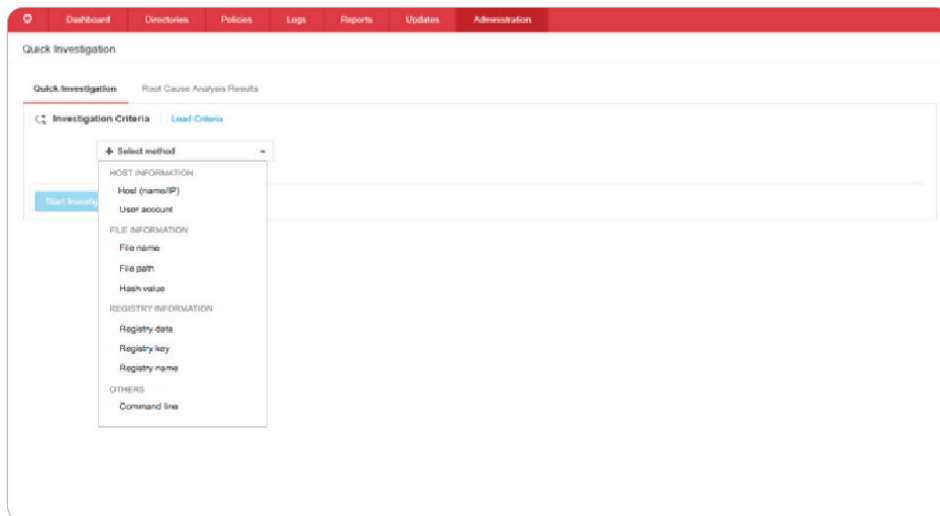 Dashboard Directories Policies Logs Reports Updates Administration
Quick Investigation
Quick Investigation Root Cause Analysis Results
Investigation Criteria Load Criteria
Select method
HOST INFORMATION
Host (name/IP)
User account
Start Investig
FILE INFORMATION
File name
File path
Hash value
REGISTRY INFORMATION
Registry data
Registry key
Registry name
OTHERS
Command line